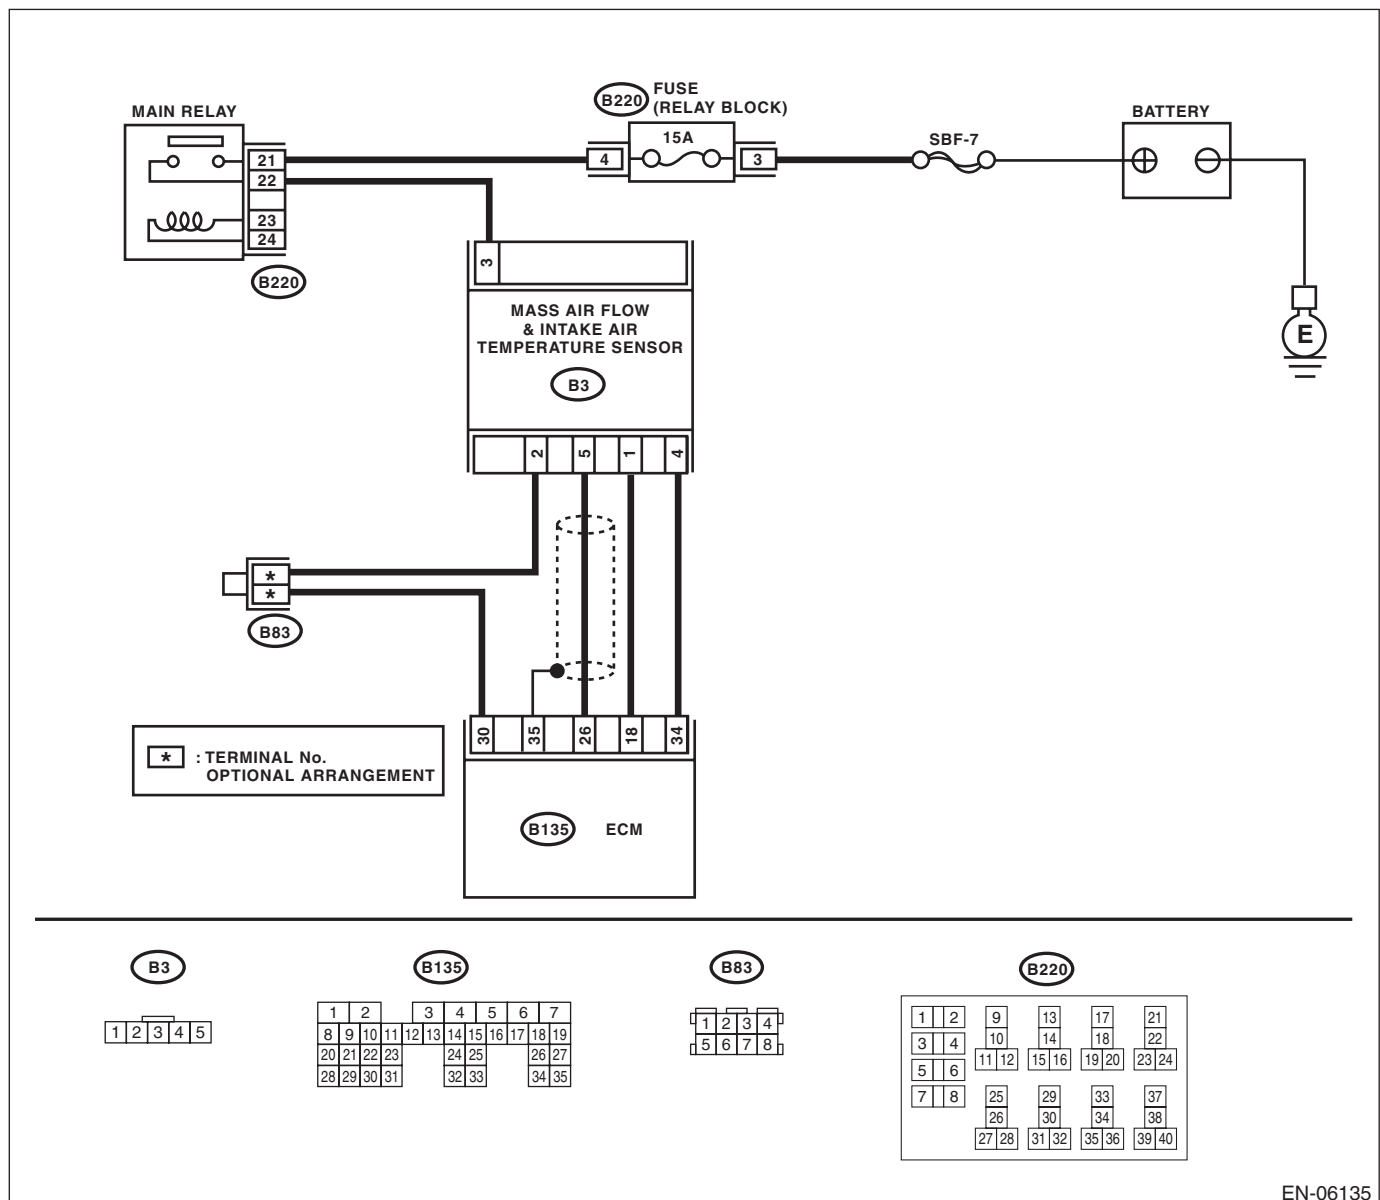 B220
FUSE
(RELAY BLOCK)
MAIN RELAY
15A
SBF-7
BATTERY
21
22
23
24
4
3
B220
3
MASS AIR FLOW
& INTAKE AIR
TEMPERATURE SENSOR
B3
E
2 5 1 4
*
*
B83
30 35 26 18 34
* : TERMINAL No.
OPTIONAL ARRANGEMENT
B135 ECM
B3
1 2 3 4 5
B135
1 2 3 4 5 6 7
8 9 10 11 12 13 14 15 16 17 18 19
20 21 22 23 24 25 26 27
28 29 30 31 32 33 34 35
B83
1 2 3 4
5 6 7 8
B220
1 2 9 13 17 21
3 4 10 14 18 22
11 12 15 16 19 20 23 24
5 6
7 8 25 29 33 37
26 30 34 38
27 28 31 32 35 36 39 40
EN-06135